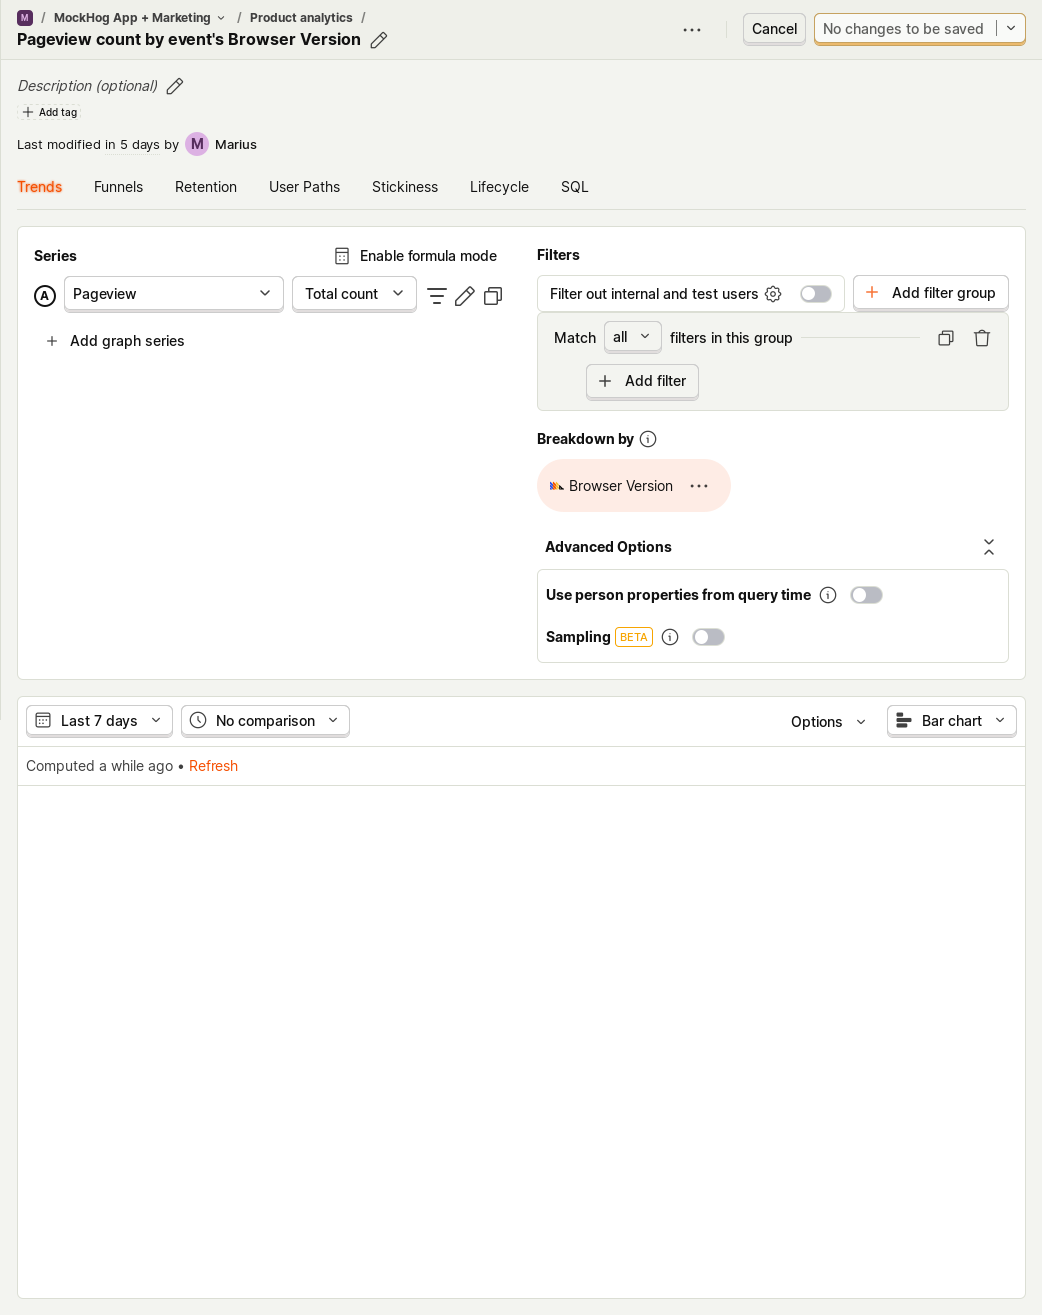 M / MockHog App + Marketing / Product analytics /
Pageview count by event's Browser Version
Cancel
No changes to be saved
Description (optional)
Add tag
Last modified in 5 days by M Marius
Trends Funnels Retention User Paths Stickiness Lifecycle SQL
Series
Enable formula mode
A Pageview Total count
Add graph series
Filters
Filter out internal and test users
Add filter group
Match all filters in this group
Add filter
Breakdown by
Browser Version
Advanced Options
Use person properties from query time
Sampling BETA
Last 7 days No comparison Options Bar chart
Computed a while ago • Refresh